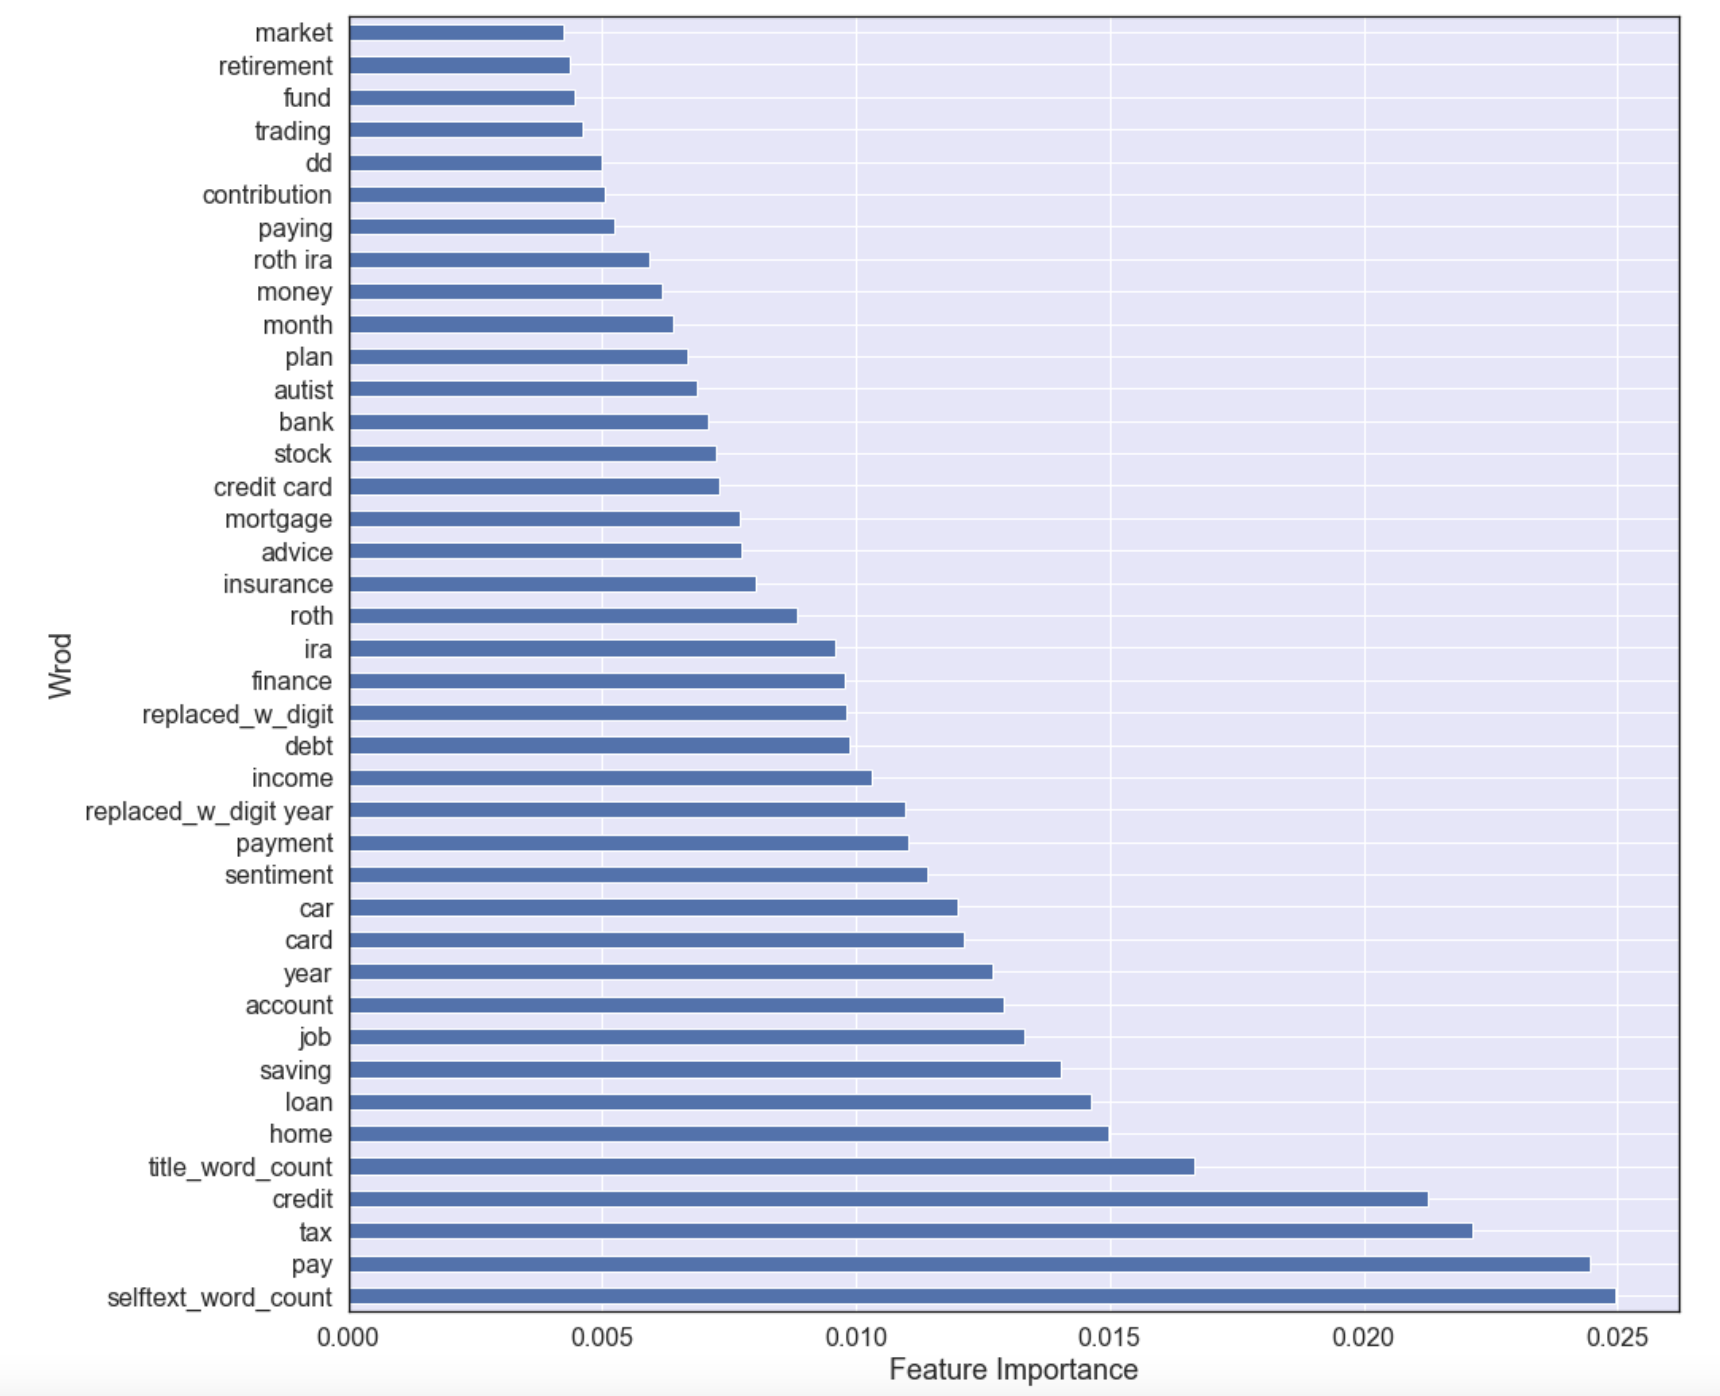 market
retirement
fund
trading
dd
contribution
paying
roth ira
money
month
plan
autist
bank
stock
credit card
mortgage
advice
insurance
roth
ira
finance
replaced_w_digit
debt
income
replaced_w_digit year
payment
sentiment
car
card
year
account
job
saving
loan
home
title_word_count
credit
tax
pay
selftext_word_count
Wrod
0.000 0.005 0.010 0.015 0.020 0.025
Feature Importance